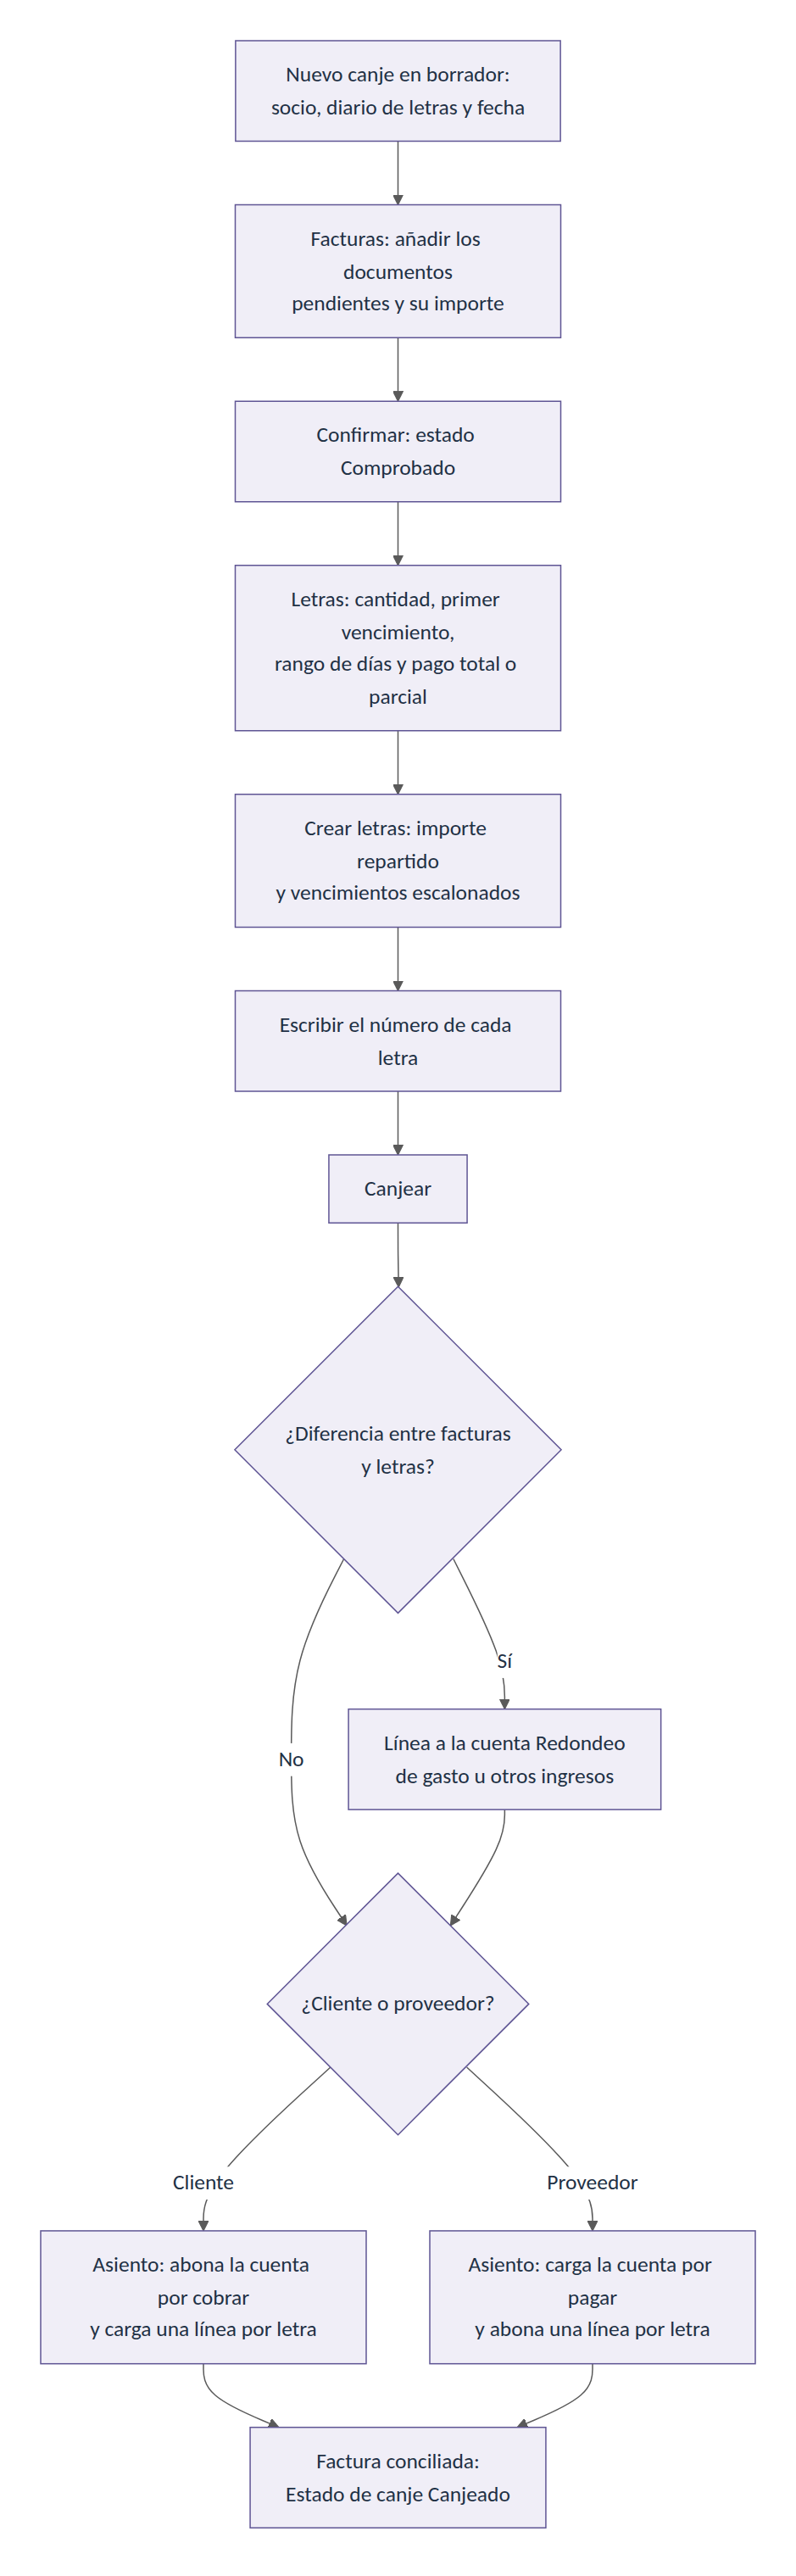 Nuevo canje en borrador:
socio, diario de letras y fecha
Facturas: añadir los
documentos
pendientes y su importe
Confirmar: estado
Comprobado
Letras: cantidad, primer
vencimiento,
rango de días y pago total o
parcial
Crear letras: importe
repartido
y vencimientos escalonados
Escribir el número de cada
letra
Canjear
¿Diferencia entre facturas
y letras?
Sí
Línea a la cuenta Redondeo
de gasto u otros ingresos
No
¿Cliente o proveedor?
Cliente
Proveedor
Asiento: abona la cuenta
por cobrar
y carga una línea por letra
Asiento: carga la cuenta por
pagar
y abona una línea por letra
Factura conciliada:
Estado de canje Canjeado